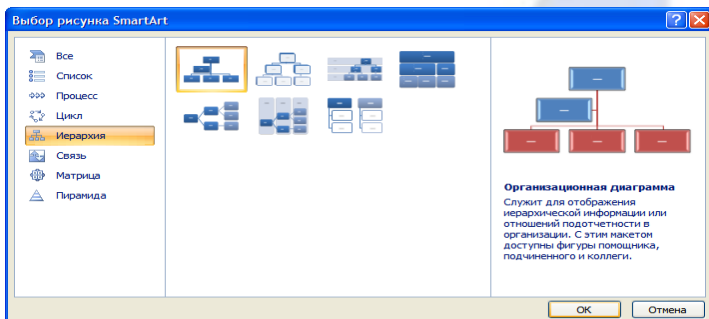 Выбор рисунка SmartArt
Все
Список
Процесс
Цикл
Иерархия
Связь
Матрица
Пирамида
Организационная диаграмма
Служит для отображения
иерархической информации или
отношений подотчетности в
организации. С этим макетом
доступны фигуры помощника,
подчиненного и коллеги.
ОК
Отмена